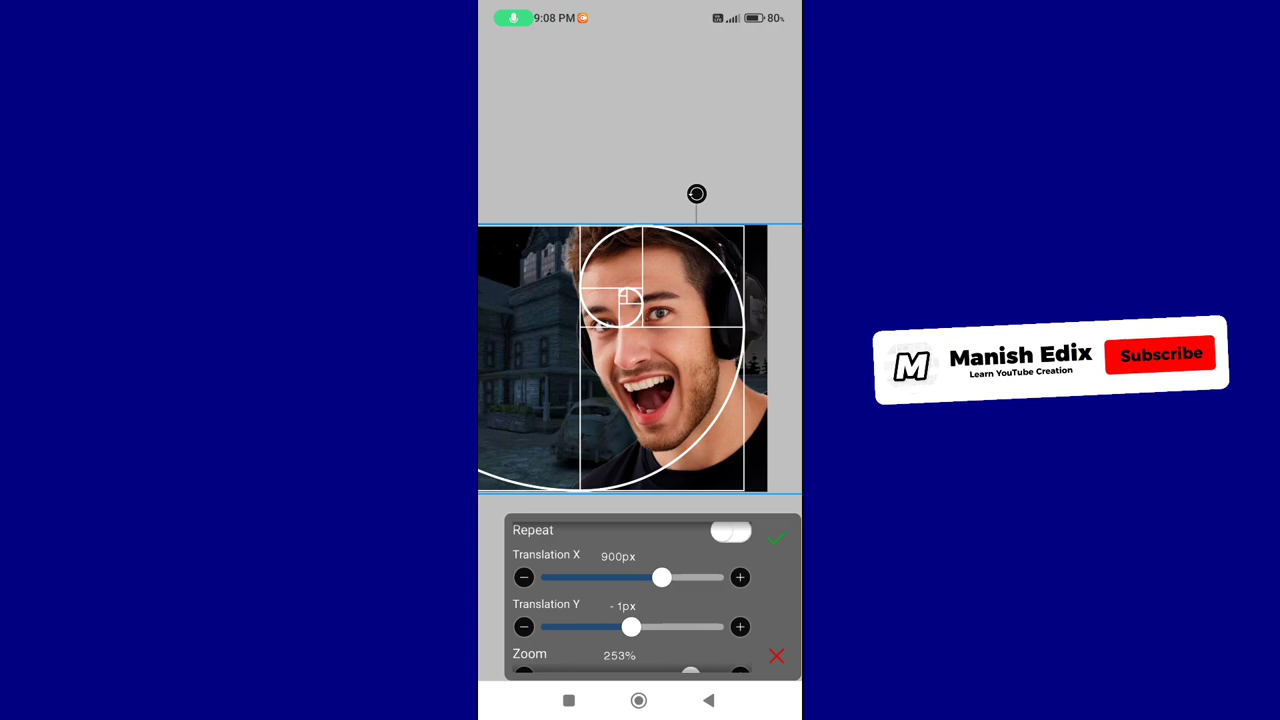 9:08 PM
80%
Repeat
Translation X 900px
Translation Y - 1px
Zoom 253%
M
Manish Edix
Learn YouTube Creation
Subscribe